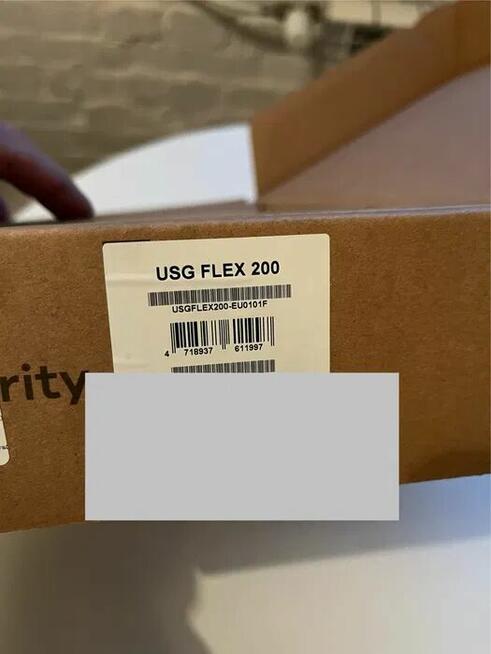 USG FLEX 200
USGFLEX200-EU0101F
4 718937 611997
rity